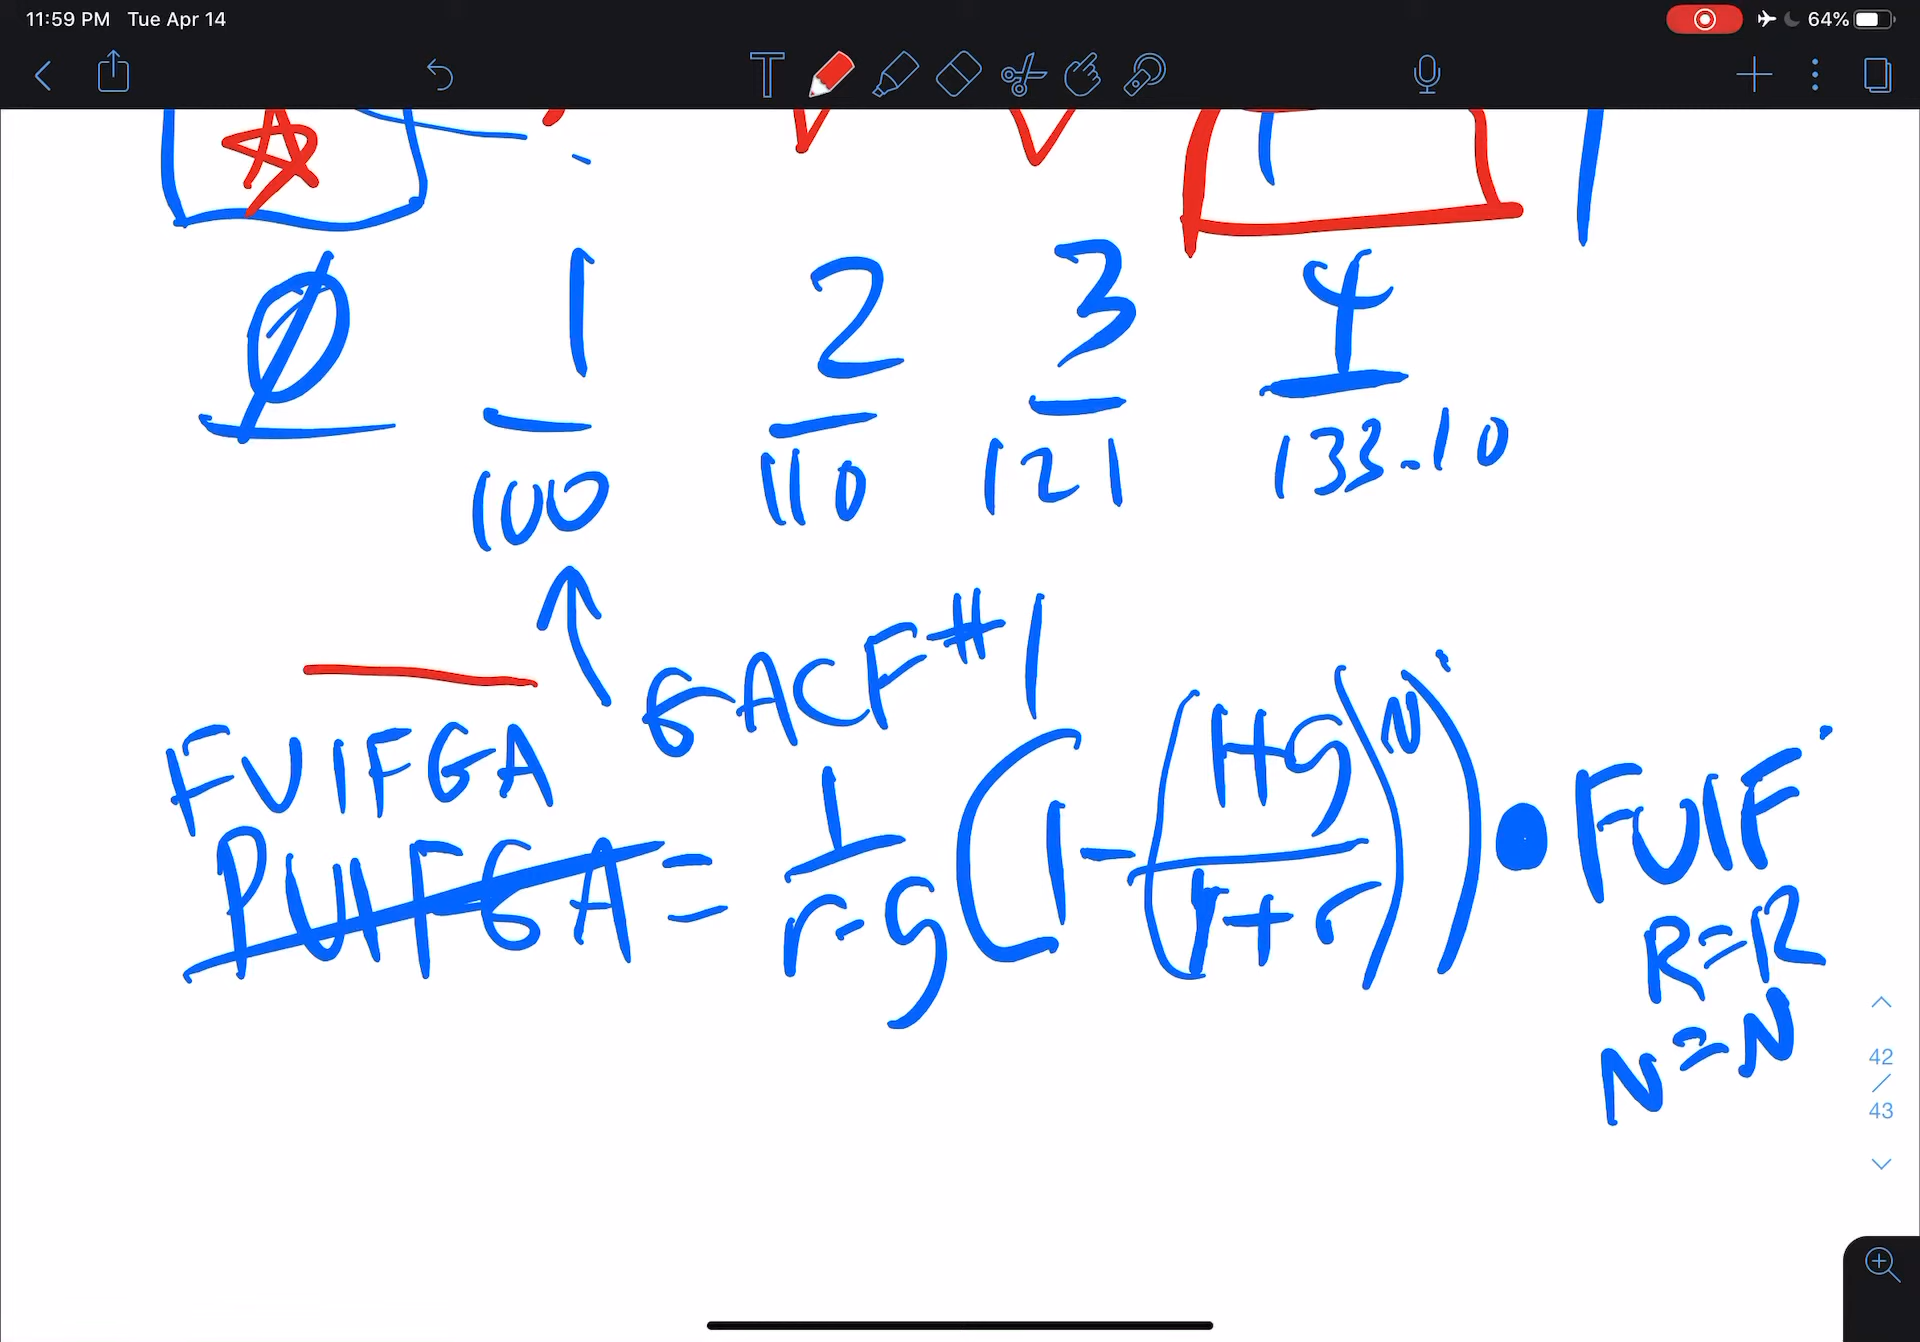 11:59 PM Tue Apr 14
64%
0 1 2 3 4
100 110 121 133.10
GACF#1
FVIFGA
PVIFGA = 1/r-g (1 - (1+g/1+r)^N) • FVIF
R=R
N=N
42
/
43